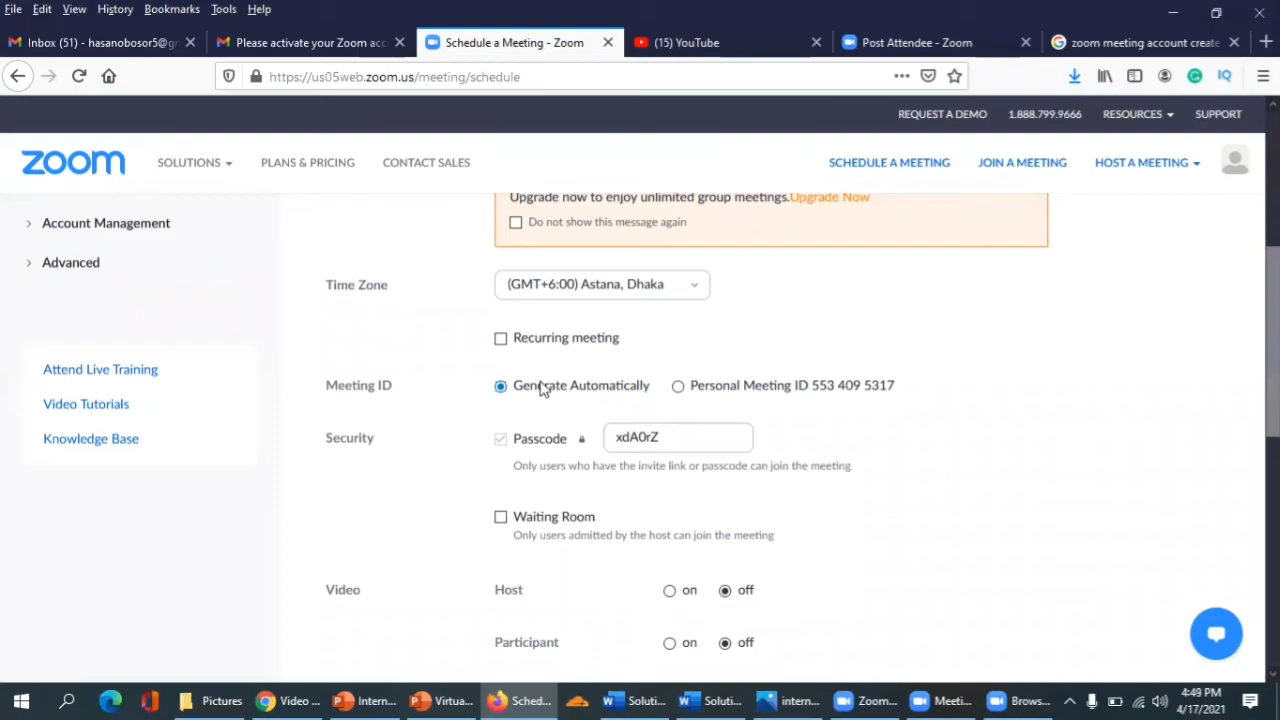 File Edit View History Bookmarks Tools Help
Inbox (51) - hasanobosor5@g
Please activate your Zoom acc
Schedule a Meeting - Zoom
(15) YouTube
Post Attendee - Zoom
zoom meeting account create
https://us05web.zoom.us/meeting/schedule
IQ
REQUEST A DEMO 1.888.799.9666 RESOURCES SUPPORT
zoom SOLUTIONS PLANS & PRICING CONTACT SALES SCHEDULE A MEETING JOIN A MEETING HOST A MEETING
Account Management
Advanced
Attend Live Training
Video Tutorials
Knowledge Base
Upgrade now to enjoy unlimited group meetings.Upgrade Now
Do not show this message again
Time Zone (GMT+6:00) Astana, Dhaka
Recurring meeting
Meeting ID Generate Automatically Personal Meeting ID 553 409 5317
Security Passcode xdA0rZ
Only users who have the invite link or passcode can join the meeting
Waiting Room
Only users admitted by the host can join the meeting
Video Host on off
Participant on off
Pictures Video ... Intern... Virtua... Sched... Soluti... Soluti... intern... Zoom... Meeti... Brows... 4:49 PM
4/17/2021